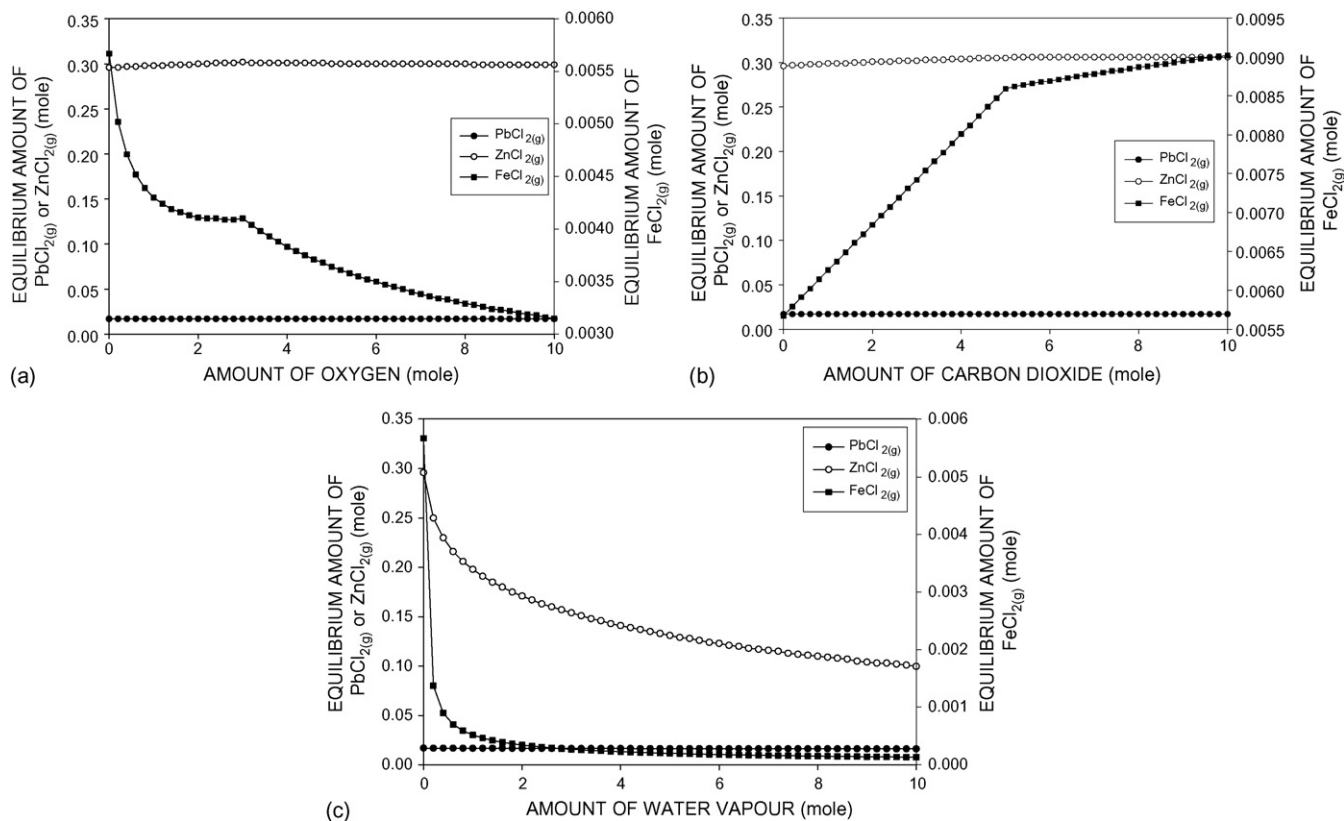 0.35
0.30
0.25
0.20
0.15
0.10
0.05
0.00
EQUILIBRIUM AMOUNT OF
PbCl2(g) or ZnCl2(g) (mole)
0.0060
0.0055
0.0050
0.0045
0.0040
0.0035
0.0030
EQUILIBRIUM AMOUNT OF
FeCl2(g) (mole)
PbCl2(g)
ZnCl2(g)
FeCl2(g)
0 2 4 6 8 10
(a) AMOUNT OF OXYGEN (mole)
0.35
0.30
0.25
0.20
0.15
0.10
0.05
0.00
EQUILIBRIUM AMOUNT OF
PbCl2(g) or ZnCl2(g) (mole)
0.0095
0.0090
0.0085
0.0080
0.0075
0.0070
0.0065
0.0060
0.0055
EQUILIBRIUM AMOUNT OF
FeCl2(g) (mole)
PbCl2(g)
ZnCl2(g)
FeCl2(g)
0 2 4 6 8 10
(b) AMOUNT OF CARBON DIOXIDE (mole)
0.35
0.30
0.25
0.20
0.15
0.10
0.05
0.00
EQUILIBRIUM AMOUNT OF
PbCl2(g) or ZnCl2(g) (mole)
0.006
0.005
0.004
0.003
0.002
0.001
0.000
EQUILIBRIUM AMOUNT OF
FeCl2(g) (mole)
PbCl2(g)
ZnCl2(g)
FeCl2(g)
0 2 4 6 8 10
(c) AMOUNT OF WATER VAPOUR (mole)